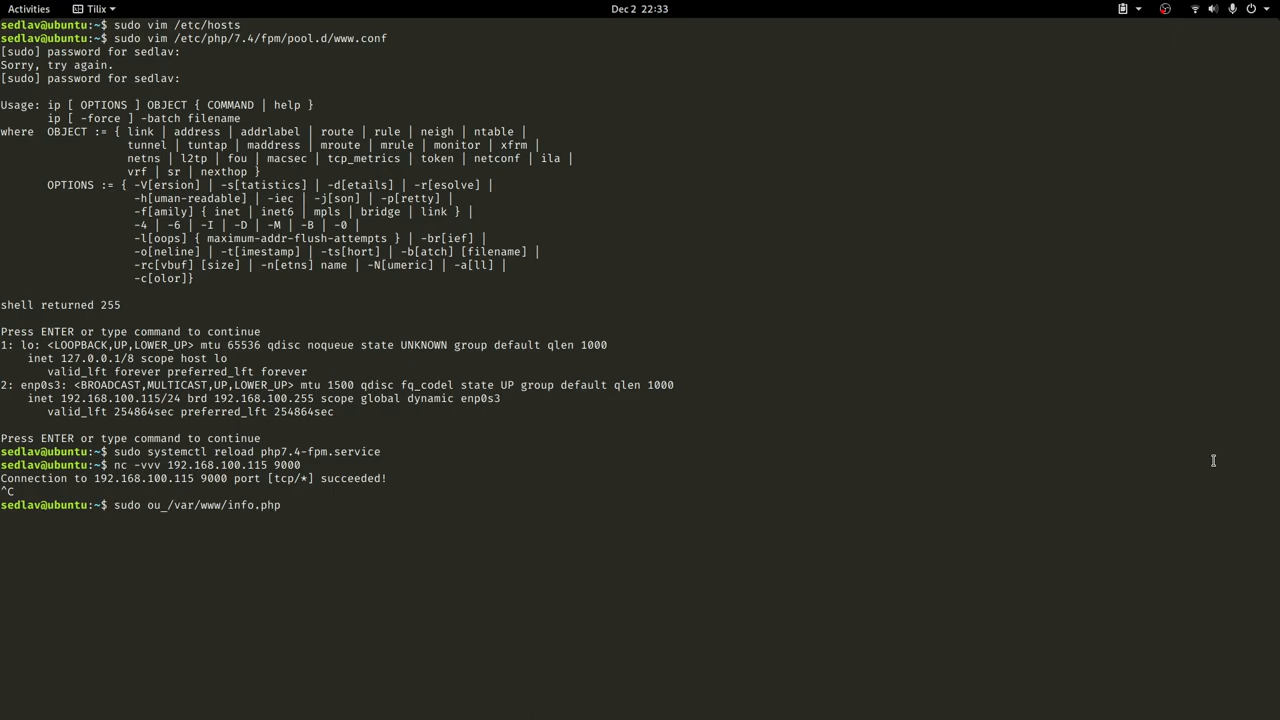 Activities Tilix Dec 2 22:33
sedlav@ubuntu:~$ sudo vim /etc/hosts
sedlav@ubuntu:~$ sudo vim /etc/php/7.4/fpm/pool.d/www.conf
[sudo] password for sedlav:
Sorry, try again.
[sudo] password for sedlav:
Usage: ip [ OPTIONS ] OBJECT { COMMAND | help }
ip [ -force ] -batch filename
where OBJECT := { link | address | addrlabel | route | rule | neigh | ntable |
tunnel | tuntap | maddress | mroute | mrule | monitor | xfrm |
netns | l2tp | fou | macsec | tcp_metrics | token | netconf | ila |
vrf | sr | nexthop }
OPTIONS := { -V[ersion] | -s[tatistics] | -d[etails] | -r[esolve] |
-h[uman-readable] | -iec | -j[son] | -p[retty] |
-f[amily] { inet | inet6 | mpls | bridge | link } |
-4 | -6 | -I | -D | -M | -B | -0 |
-l[oops] { maximum-addr-flush-attempts } | -br[ief] |
-o[neline] | -t[imestamp] | -ts[hort] | -b[atch] [filename] |
-rc[vbuf] [size] | -n[etns] name | -N[umeric] | -a[ll] |
-c[olor]}
shell returned 255
Press ENTER or type command to continue
1: lo: <LOOPBACK,UP,LOWER_UP> mtu 65536 qdisc noqueue state UNKNOWN group default qlen 1000
inet 127.0.0.1/8 scope host lo
valid_lft forever preferred_lft forever
2: enp0s3: <BROADCAST,MULTICAST,UP,LOWER_UP> mtu 1500 qdisc fq_codel state UP group default qlen 1000
inet 192.168.100.115/24 brd 192.168.100.255 scope global dynamic enp0s3
valid_lft 254864sec preferred_lft 254864sec
Press ENTER or type command to continue
sedlav@ubuntu:~$ sudo systemctl reload php7.4-fpm.service
sedlav@ubuntu:~$ nc -vvv 192.168.100.115 9000
Connection to 192.168.100.115 9000 port [tcp/*] succeeded!
^C
sedlav@ubuntu:~$ sudo ou_/var/www/info.php